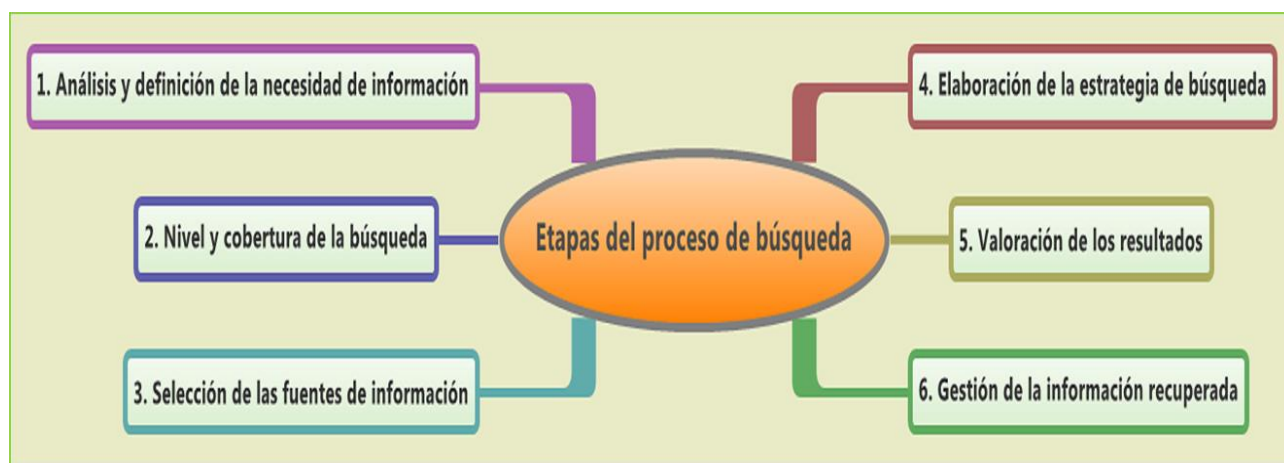 1. Análisis y definición de la necesidad de información
2. Nivel y cobertura de la búsqueda
3. Selección de las fuentes de información
Etapas del proceso de búsqueda
4. Elaboración de la estrategia de búsqueda
5. Valoración de los resultados
6. Gestión de la información recuperada